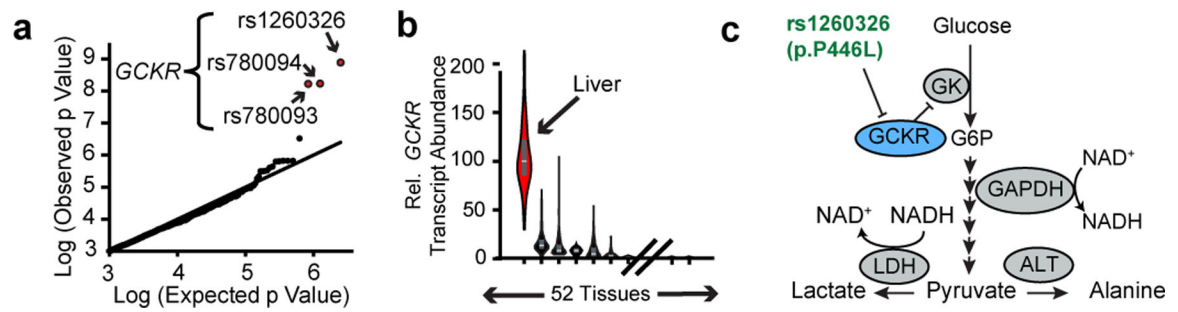 a
rs1260326
GCKR
rs780094
rs780093
Log (Observed p Value)
9
8
7
6
5
4
3
3 4 5 6
Log (Expected p Value)
b
Rel. GCKR
Transcript Abundance
200
150
100
50
0
Liver
52 Tissues
c
rs1260326
(p.P446L)
Glucose
GK
GCKR
G6P
GAPDH
NAD+
NADH
NAD+ NADH
LDH
ALT
Lactate
Pyruvate
Alanine